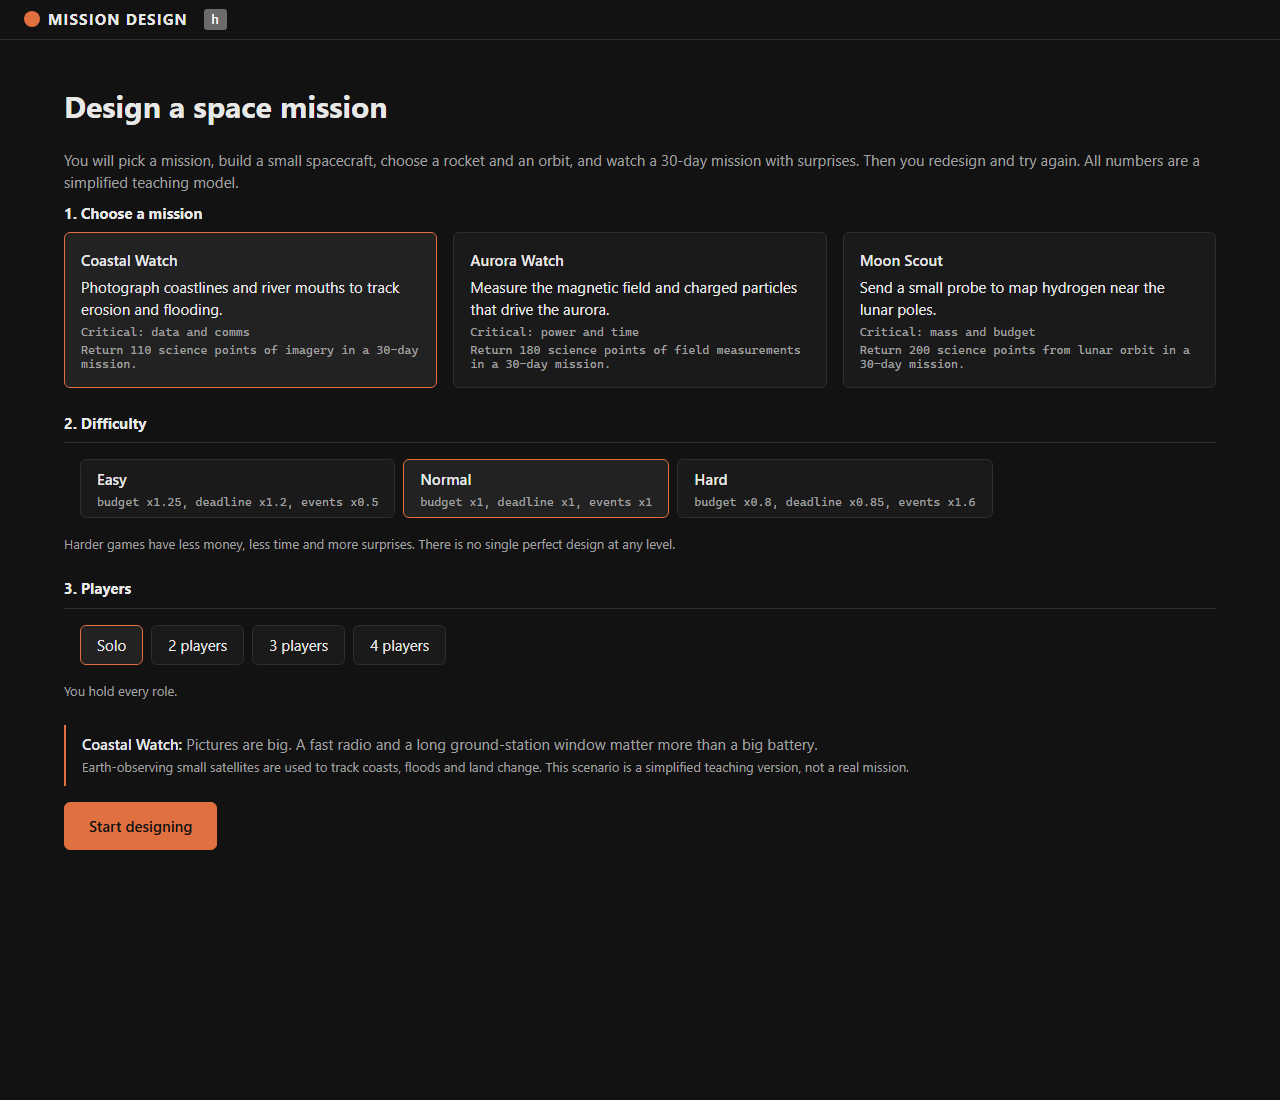 MISSION DESIGN h
Design a space mission
You will pick a mission, build a small spacecraft, choose a rocket and an orbit, and watch a 30-day mission with surprises. Then you redesign and try again. All numbers are a
simplified teaching model.
1. Choose a mission
Coastal Watch
Photograph coastlines and river mouths to track
erosion and flooding.
Critical: data and comms
Return 110 science points of imagery in a 30-day
mission.
Aurora Watch
Measure the magnetic field and charged particles
that drive the aurora.
Critical: power and time
Return 180 science points of field measurements
in a 30-day mission.
Moon Scout
Send a small probe to map hydrogen near the
lunar poles.
Critical: mass and budget
Return 200 science points from lunar orbit in a
30-day mission.
2. Difficulty
Easy
budget x1.25, deadline x1.2, events x0.5
Normal
budget x1, deadline x1, events x1
Hard
budget x0.8, deadline x0.85, events x1.6
Harder games have less money, less time and more surprises. There is no single perfect design at any level.
3. Players
Solo
2 players
3 players
4 players
You hold every role.
Coastal Watch: Pictures are big. A fast radio and a long ground-station window matter more than a big battery.
Earth-observing small satellites are used to track coasts, floods and land change. This scenario is a simplified teaching version, not a real mission.
Start designing